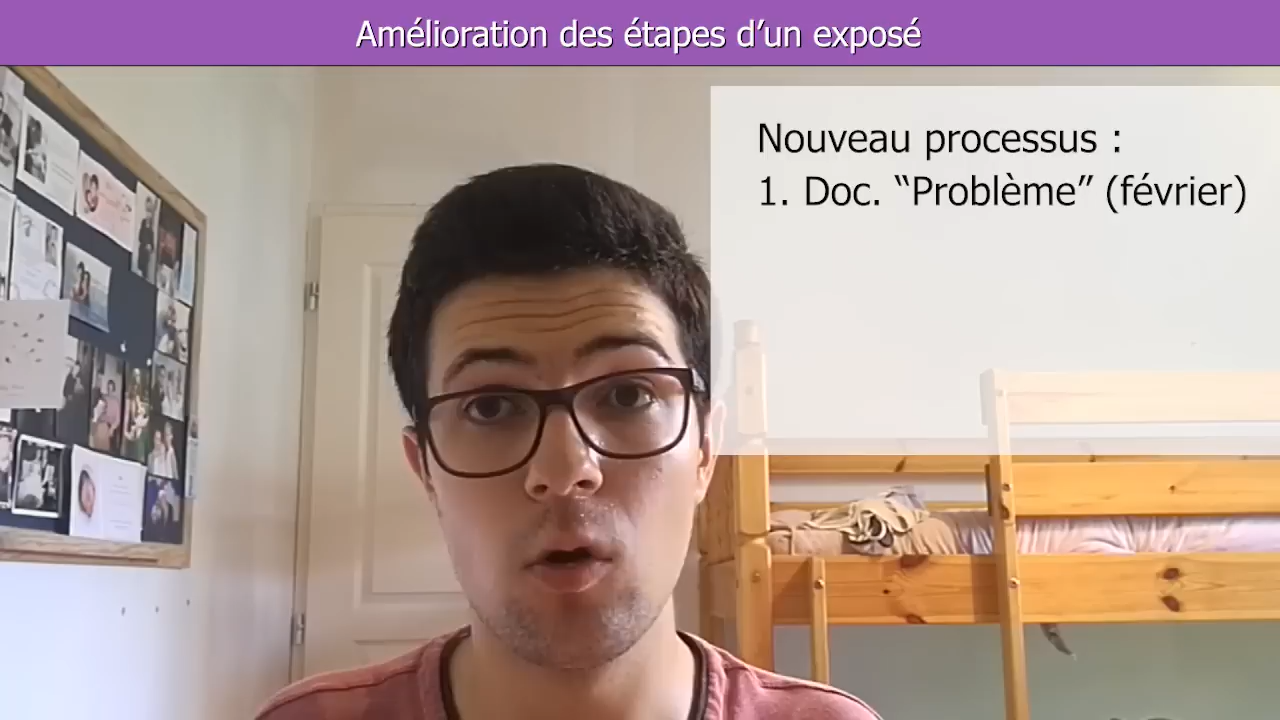 Amélioration des étapes d’un exposé
Nouveau processus :
1. Doc. “Problème” (février)